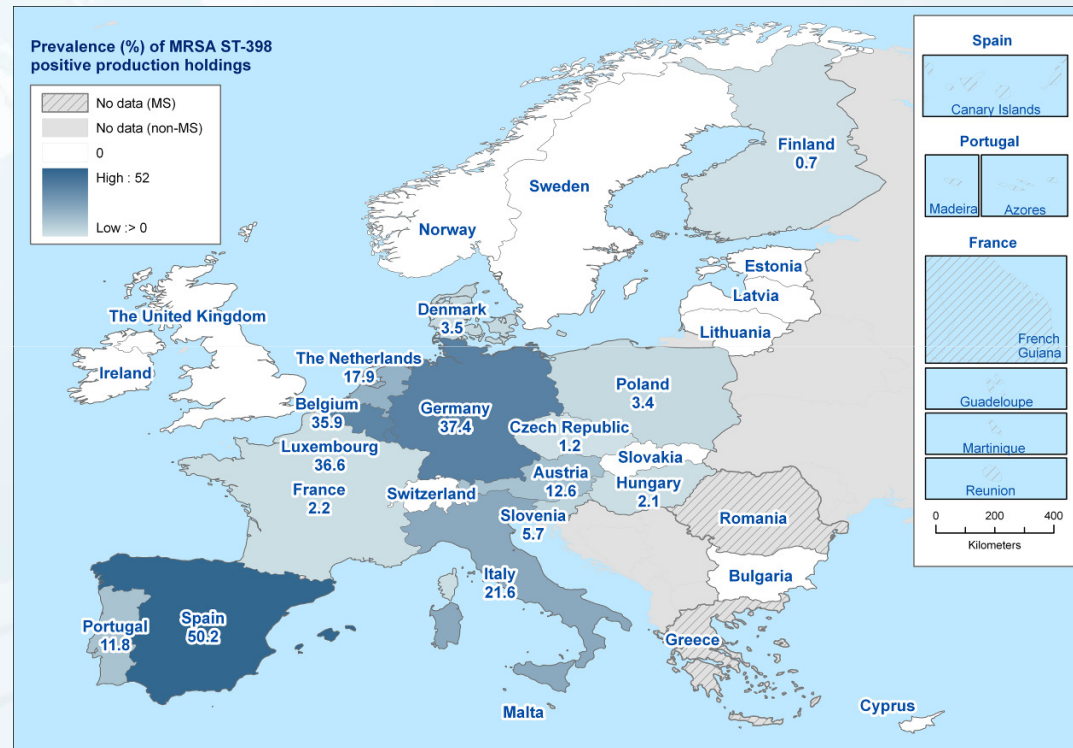 Prevalence (%) of MRSA ST-398
positive production holdings
No data (MS)
No data (non-MS)
0
High : 52
Low :> 0
Finland
0.7
Sweden
Norway
Estonia
Latvia
Lithuania
Denmark
3.5
The United Kingdom
Ireland
The Netherlands
17.9
Belgium
35.9
Germany
37.4
Poland
3.4
Czech Republic
1.2
Luxembourg
36.6
Slovakia
Austria
12.6
Hungary
2.1
France
2.2
Switzerland
Slovenia
5.7
Romania
Italy
21.6
Bulgaria
Portugal
11.8
Spain
50.2
Greece
Malta
Cyprus
Spain
Canary Islands
Portugal
Madeira
Azores
France
French
Guiana
Guadeloupe
Martinique
Reunion
0 200 400
Kilometers